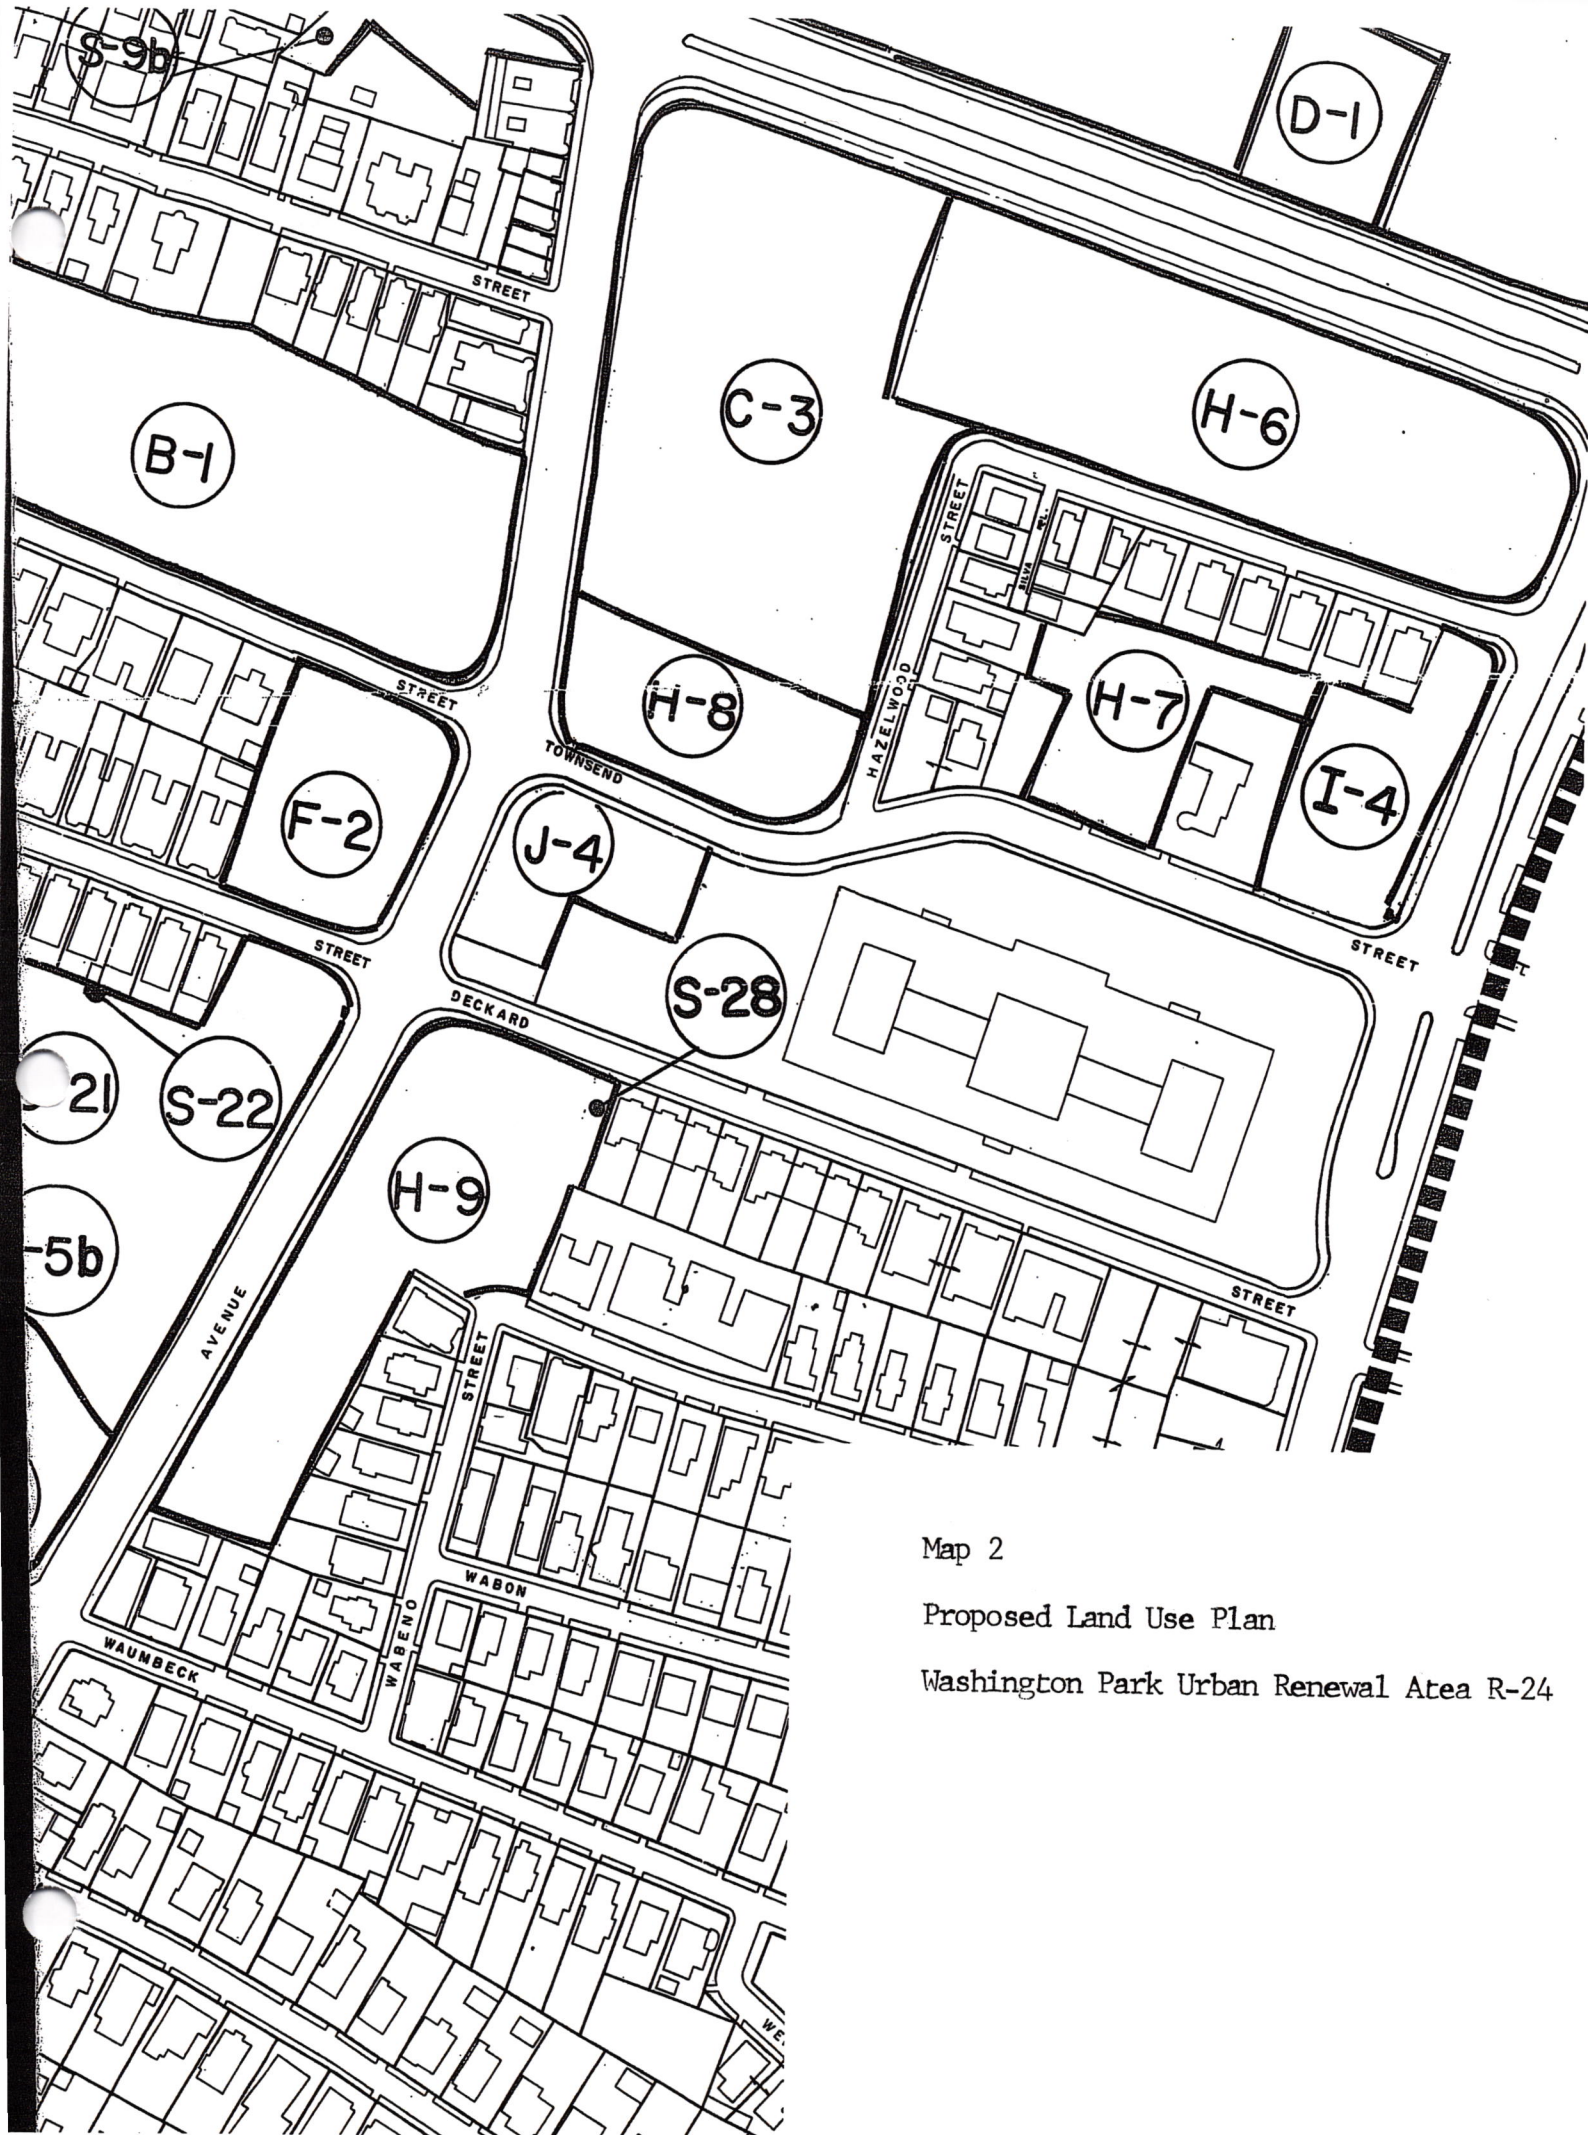 S-9b
D-1
STREET
C-3
H-6
B-1
STREET
PL.
SILVA
STREET
HAZELWOOD
H-8
H-7
TOWNSEND
F-2
J-4
I-4
STREET
STREET
S-28
DECKARD
21
S-22
H-9
-5b
AVENUE
STREET
STREET
WABON
WABENO
WAUMBECK
Map 2
Proposed Land Use Plan
Washington Park Urban Renewal Atea R-24